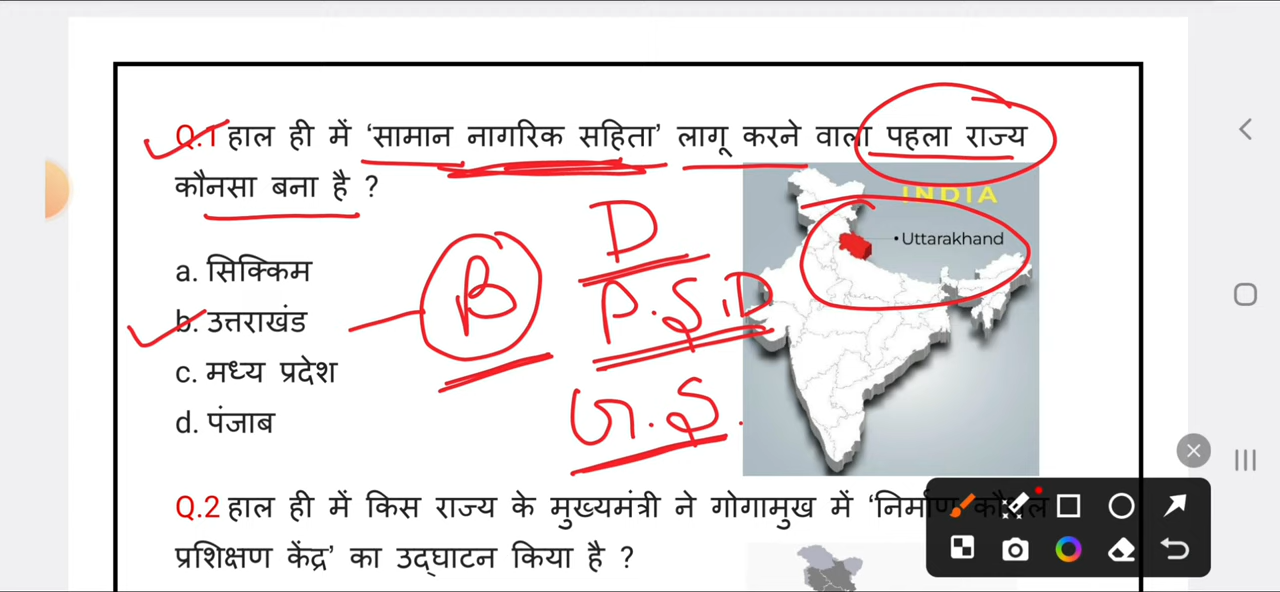 Q.1 हाल ही में ‘सामान नागरिक सहिता’ लागू करने वाला पहला राज्य
कौनसा बना है ?
INDIA
•Uttarakhand
a. सिक्किम
b. उत्तराखंड
c. मध्य प्रदेश
d. पंजाब
B
D
P.S.D
G.S.
Q.2 हाल ही में किस राज्य के मुख्यमंत्री ने गोगामुख में ‘निर्माण कौशल
प्रशिक्षण केंद्र’ का उद्घाटन किया है ?